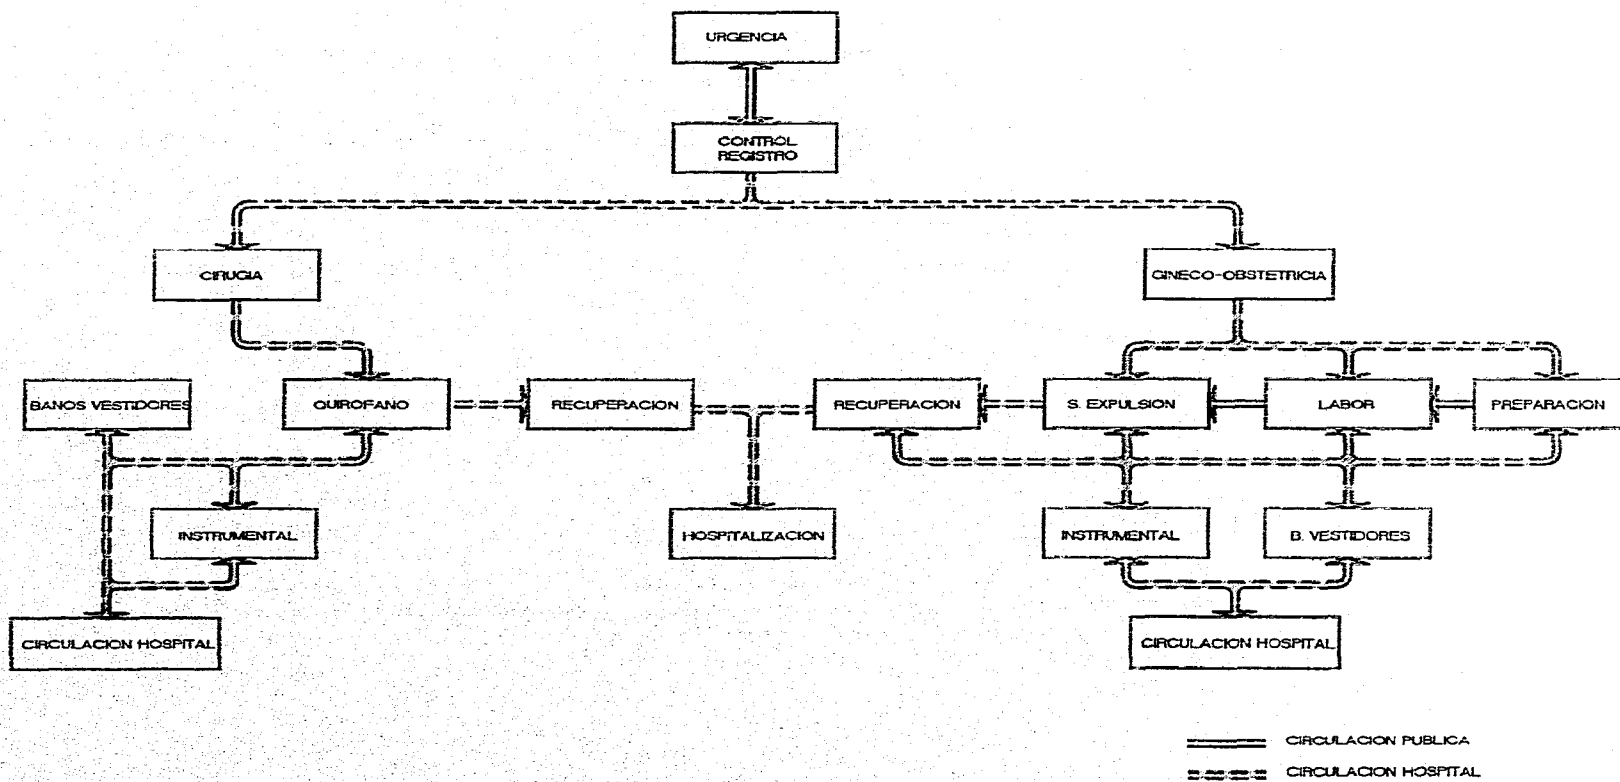 URGENCIA
CONTROL
REGISTRO
CIRUGIA
GINECO-OBSTETRICIA
BANOS VESTIDORES
QUIROFANO
RECUPERACION
RECUPERACION
S. EXPULSION
LABOR
PREPARACION
INSTRUMENTAL
HOSPITALIZACION
INSTRUMENTAL
B. VESTIDORES
CIRCULACION HOSPITAL
CIRCULACION HOSPITAL
CIRCULACION PUBLICA
CIRCULACION HOSPITAL